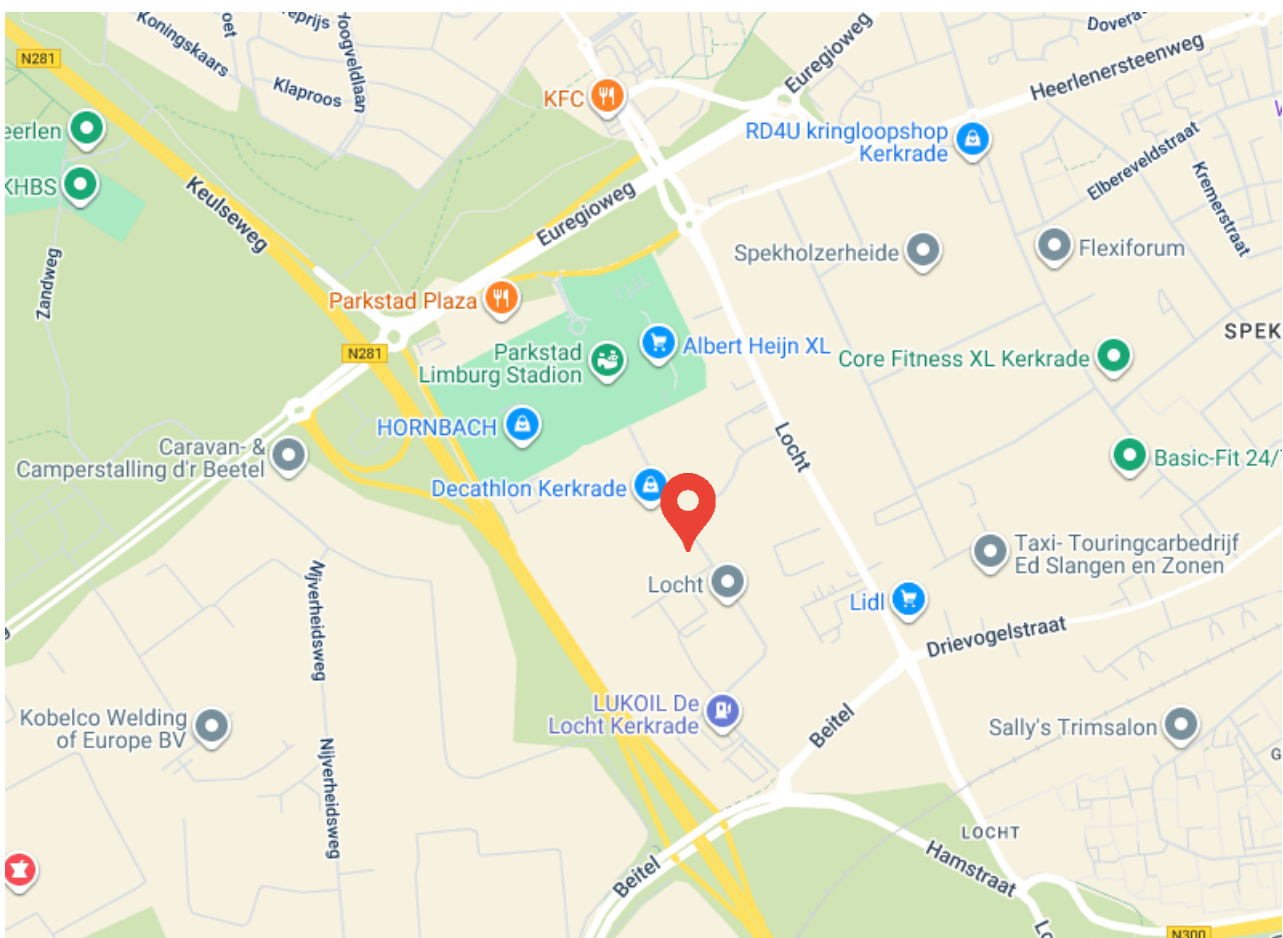 Koningskaars
Klaproos
Hoogveldlaan
N281
KFC
Euregioweg
Heerlenersteenweg
RD4U kringloopshop
Kerkrade
Elbereveldstraat
Kremerstraat
Keulseweg
Zandweg
Euregioweg
Spekholzerheide
Flexiforum
Parkstad Plaza
N281
Parkstad
Limburg Stadion
Albert Heijn XL
Core Fitness XL Kerkrade
SPEK
HORNBACH
Caravan- &
Camperstalling d'r Beetel
Locht
Basic-Fit 24/7
Decathlon Kerkrade
Taxi- Touringcarbedrijf
Ed Slangen en Zonen
Locht
Lidl
Nijverheidsweg
Drievogelstraat
LUKOIL De
Locht Kerkrade
Kobelco Welding
of Europe BV
Beitel
Sally's Trimsalon
Nijverheidsweg
LOCHT
Beitel
Hamstraat
N300